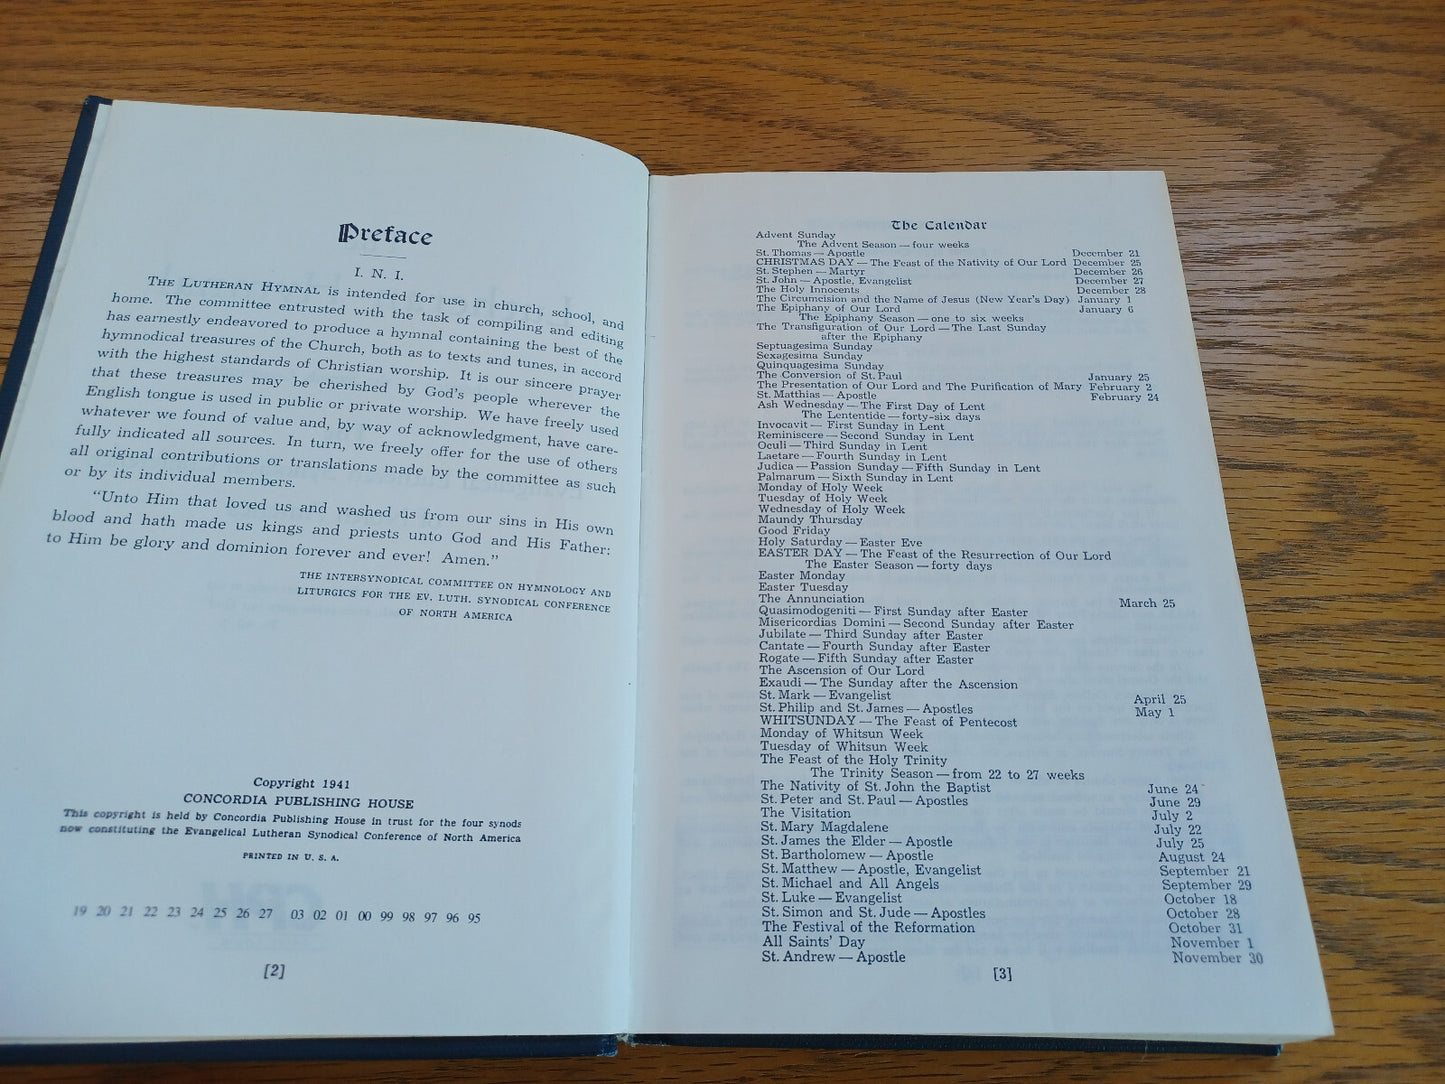 Preface
I. N. I.
THE LUTHERAN HYMNAL is intended for use in church, school, and
home. The committee entrusted with the task of compiling and editing
has earnestly endeavored to produce a hymnal containing the best of the
hymnodical treasures of the Church, both as to texts and tunes, in accord
with the highest standards of Christian worship. It is our sincere prayer
that these treasures may be cherished by God's people wherever the
English tongue is used in public or private worship. We have freely used
whatever we found of value and, by way of acknowledgment, have care-
fully indicated all sources. In turn, we freely offer for the use of others
all original contributions or translations made by the committee as such
or by its individual members.
"Unto Him that loved us and washed us from our sins in His own
blood and hath made us kings and priests unto God and His Father:
to Him be glory and dominion forever and ever! Amen."
THE INTERSYNODICAL COMMITTEE ON HYMNOLOGY AND
LITURGICS FOR THE EV. LUTH. SYNODICAL CONFERENCE
OF NORTH AMERICA
Copyright 1941
CONCORDIA PUBLISHING HOUSE
This copyright is held by Concordia Publishing House in trust for the four synods
now constituting the Evangelical Lutheran Synodical Conference of North America
PRINTED IN U. S. A.
19 20 21 22 23 24 25 26 27 03 02 01 00 99 98 97 96 95
[2]
The Calendar
Advent Sunday
The Advent Season — four weeks
St. Thomas — Apostle December 21
CHRISTMAS DAY — The Feast of the Nativity of Our Lord December 25
St. Stephen — Martyr December 26
St. John — Apostle, Evangelist December 27
The Holy Innocents December 28
The Circumcision and the Name of Jesus (New Year's Day) January 1
The Epiphany of Our Lord January 6
The Epiphany Season — one to six weeks
The Transfiguration of Our Lord — The Last Sunday
after the Epiphany
Septuagesima Sunday
Sexagesima Sunday
Quinquagesima Sunday
The Conversion of St. Paul January 25
The Presentation of Our Lord and The Purification of Mary February 2
St. Matthias — Apostle February 24
Ash Wednesday — The First Day of Lent
The Lententide — forty-six days
Invocavit — First Sunday in Lent
Reminiscere — Second Sunday in Lent
Oculi — Third Sunday in Lent
Laetare — Fourth Sunday in Lent
Judica — Passion Sunday — Fifth Sunday in Lent
Palmarum — Sixth Sunday in Lent
Monday of Holy Week
Tuesday of Holy Week
Wednesday of Holy Week
Maundy Thursday
Good Friday
Holy Saturday — Easter Eve
EASTER DAY — The Feast of the Resurrection of Our Lord
The Easter Season — forty days
Easter Monday
Easter Tuesday
The Annunciation March 25
Quasimodogeniti — First Sunday after Easter
Misericordias Domini — Second Sunday after Easter
Jubilate — Third Sunday after Easter
Cantate — Fourth Sunday after Easter
Rogate — Fifth Sunday after Easter
The Ascension of Our Lord
Exaudi — The Sunday after the Ascension
St. Mark — Evangelist April 25
St. Philip and St. James — Apostles May 1
WHITSUNDAY — The Feast of Pentecost
Monday of Whitsun Week
Tuesday of Whitsun Week
The Feast of the Holy Trinity
The Trinity Season — from 22 to 27 weeks
The Nativity of St. John the Baptist June 24
St. Peter and St. Paul — Apostles June 29
The Visitation July 2
St. Mary Magdalene July 22
St. James the Elder — Apostle July 25
St. Bartholomew — Apostle August 24
St. Matthew — Apostle, Evangelist September 21
St. Michael and All Angels September 29
St. Luke — Evangelist October 18
St. Simon and St. Jude — Apostles October 28
The Festival of the Reformation October 31
All Saints' Day November 1
St. Andrew — Apostle November 30
[3]